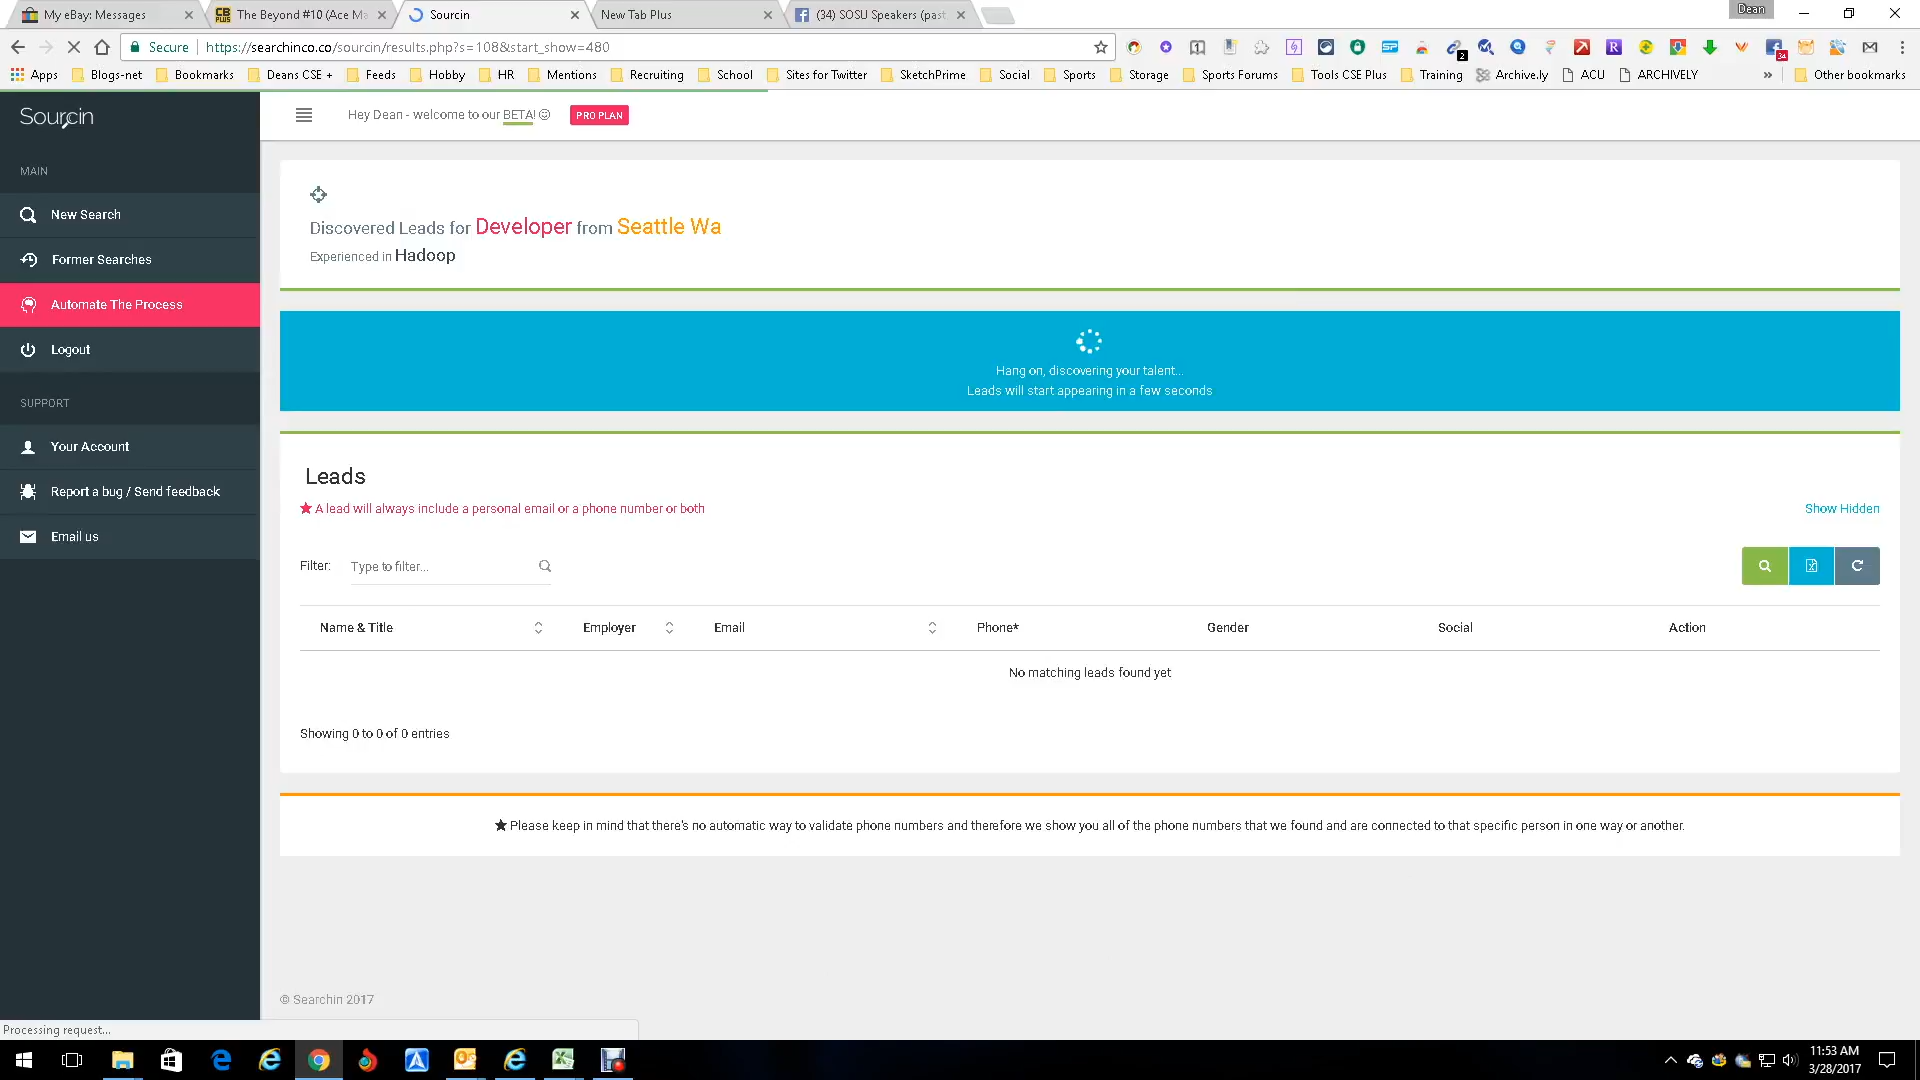 My eBay: Messages
The Beyond #10 (Ace Ma
Sourcin
New Tab Plus
(34) SOSU Speakers (past
Dean
Secure
https://searchinco.co/sourcin/results.php?s=108&start_show=480
Apps
Blogs-net
Bookmarks
Deans CSE +
Feeds
Hobby
HR
Mentions
Recruiting
School
Sites for Twitter
SketchPrime
Social
Sports
Storage
Sports Forums
Tools CSE Plus
Training
Archive.ly
ACU
ARCHIVELY
»
Other bookmarks
Sourcin
Hey Dean - welcome to our BETA!
PRO PLAN
MAIN
New Search
Former Searches
Automate The Process
Logout
SUPPORT
Your Account
Report a bug / Send feedback
Email us
Discovered Leads for Developer from Seattle Wa
Experienced in Hadoop
Hang on, discovering your talent...
Leads will start appearing in a few seconds
Leads
★ A lead will always include a personal email or a phone number or both
Show Hidden
Filter:
Type to filter...
Name & Title
Employer
Email
Phone*
Gender
Social
Action
No matching leads found yet
Showing 0 to 0 of 0 entries
★ Please keep in mind that there's no automatic way to validate phone numbers and therefore we show you all of the phone numbers that we found and are connected to that specific person in one way or another.
© Searchin 2017
Processing request...
11:53 AM
3/28/2017